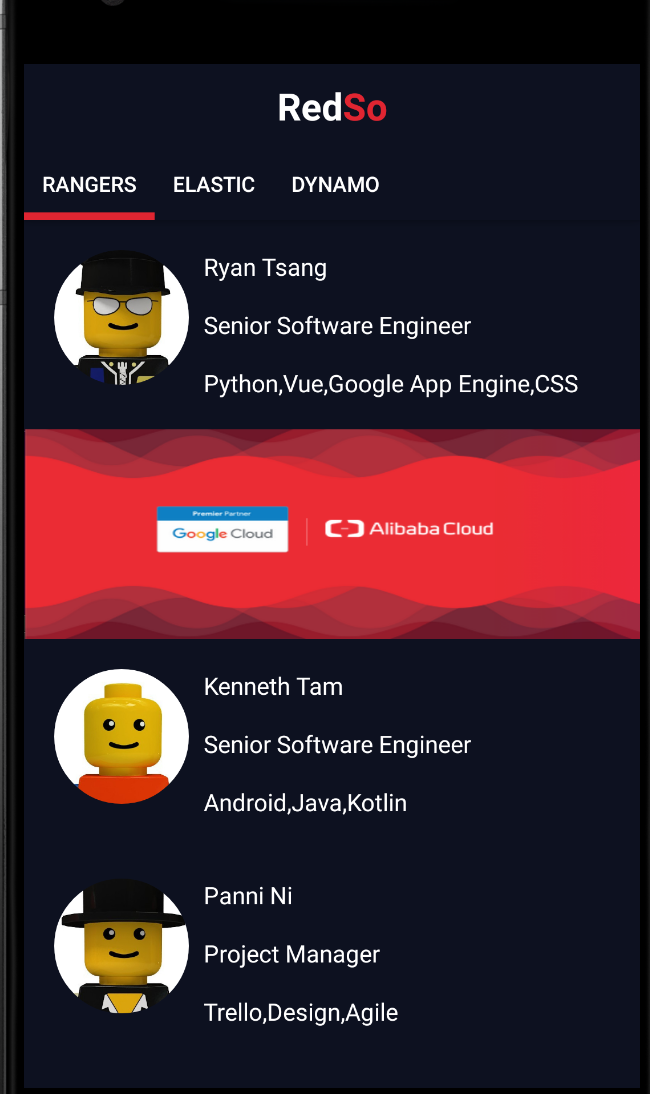 RedSo
RANGERS ELASTIC DYNAMO
Ryan Tsang
Senior Software Engineer
Python,Vue,Google App Engine,CSS
Premier Partner
Google Cloud
Alibaba Cloud
Kenneth Tam
Senior Software Engineer
Android,Java,Kotlin
Panni Ni
Project Manager
Trello,Design,Agile